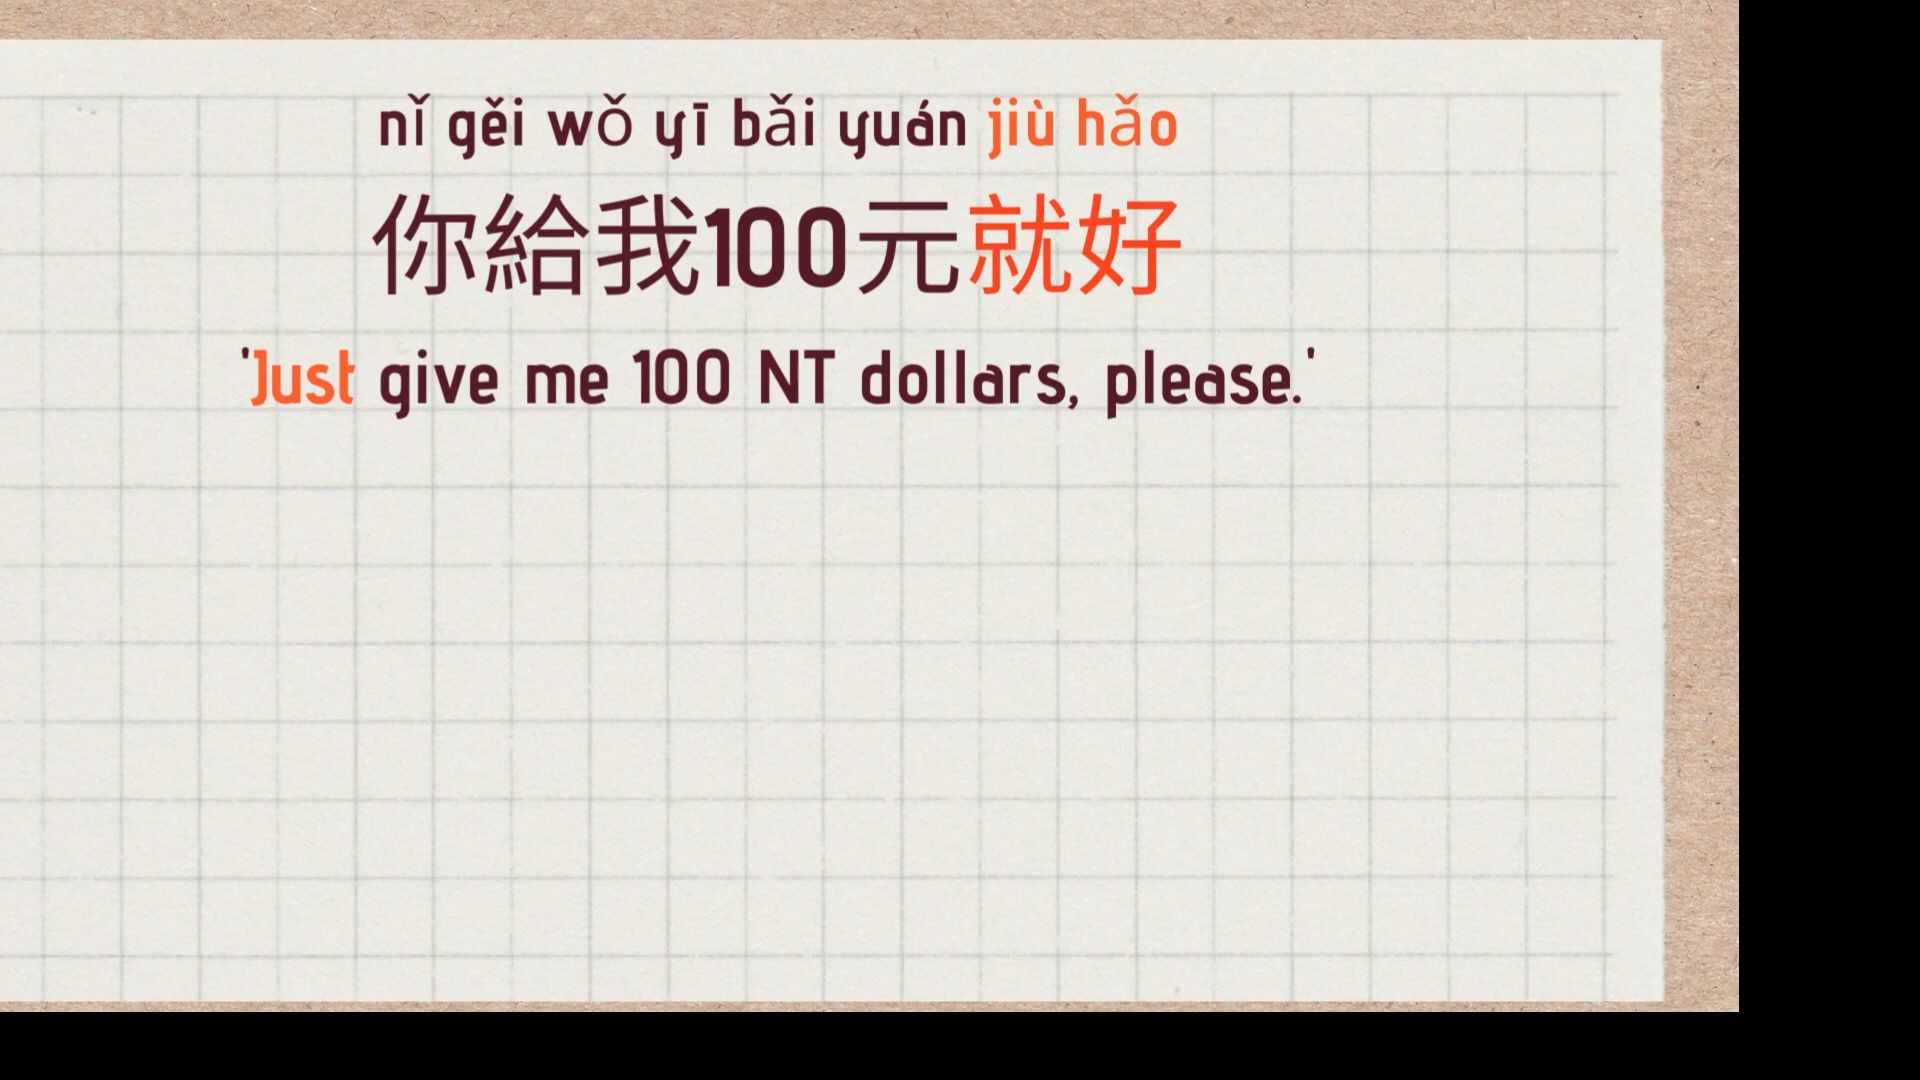 nǐ gěi wǒ yī bǎi yuán jiù hǎo
你給我100元就好
'Just give me 100 NT dollars, please.'